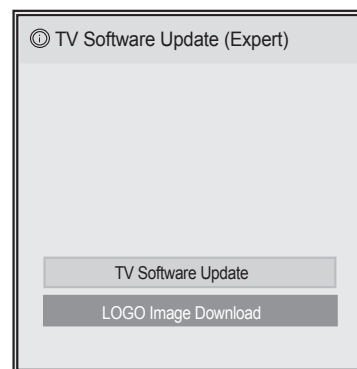 ⓘ TV Software Update (Expert)
TV Software Update
LOGO Image Download